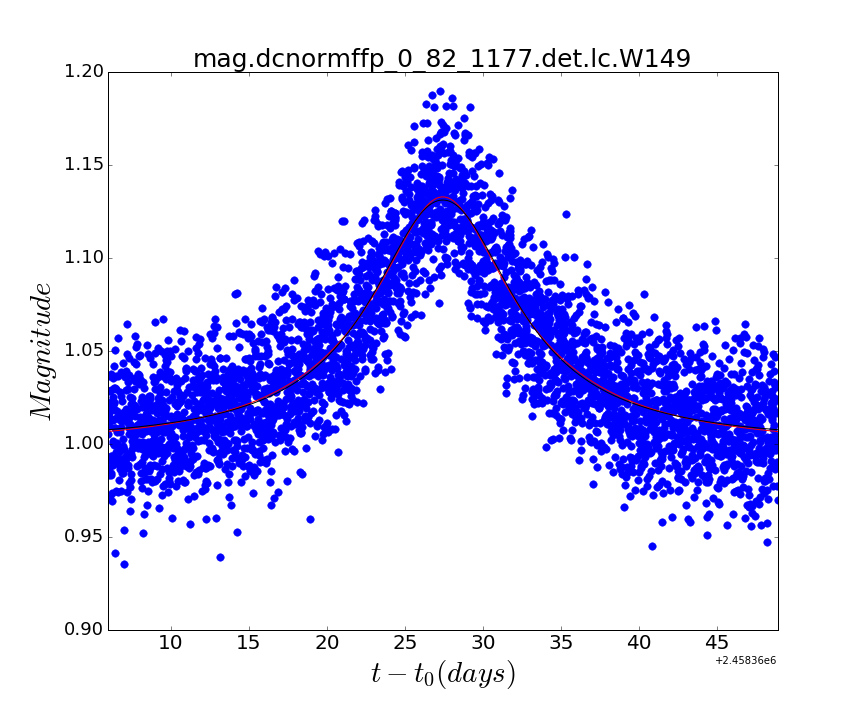 mag.dcnormffp_0_82_1177.det.lc.W149
1.20
1.15
1.10
1.05
1.00
0.95
0.90
Magnitude
10 15 20 25 30 35 40 45
+2.45836e6
t − t₀(days)